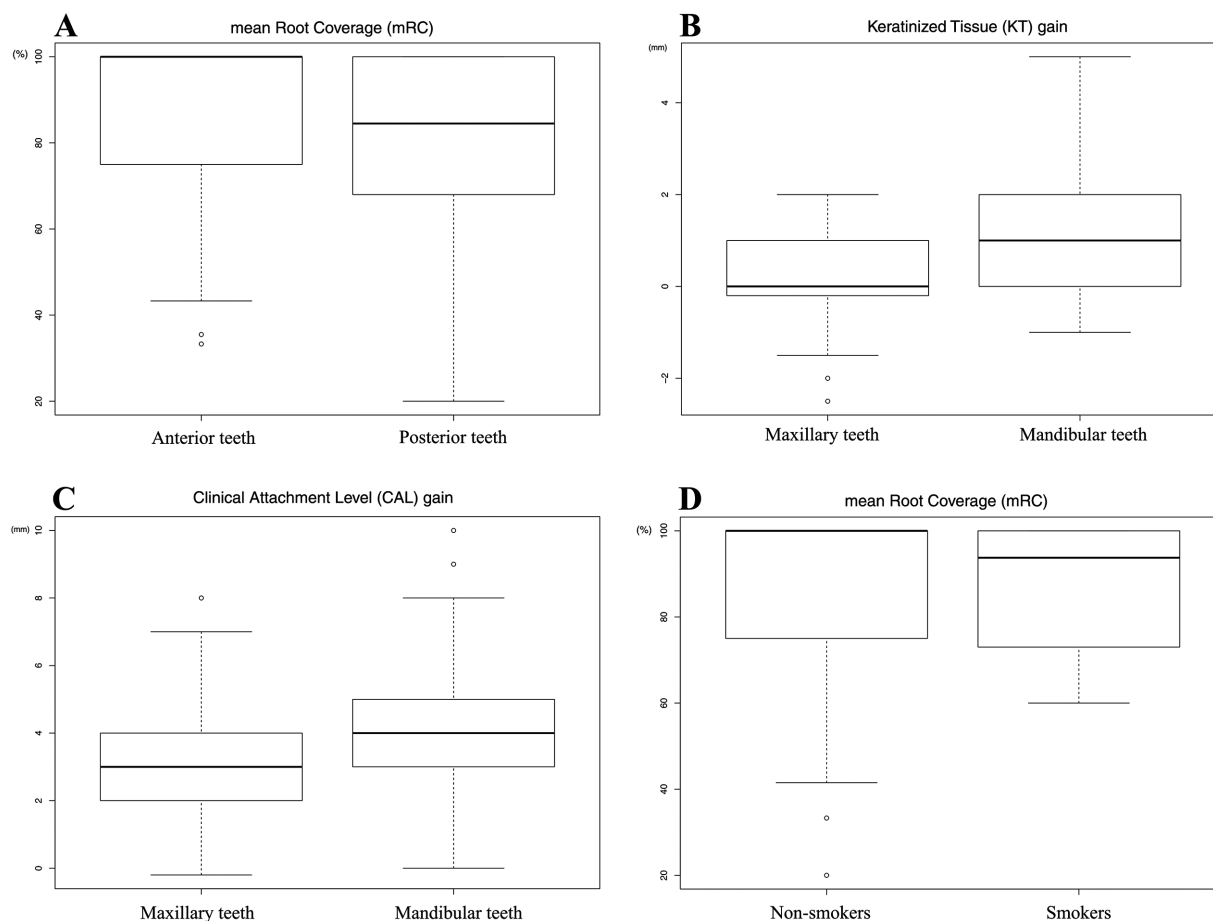 A
mean Root Coverage (mRC)
(%)
100
80
60
40
20
Anterior teeth
Posterior teeth
B
Keratinized Tissue (KT) gain
(mm)
4
2
0
-2
Maxillary teeth
Mandibular teeth
C
Clinical Attachment Level (CAL) gain
(mm)
10
8
6
4
2
0
Maxillary teeth
Mandibular teeth
D
mean Root Coverage (mRC)
(%)
100
80
60
40
20
Non-smokers
Smokers